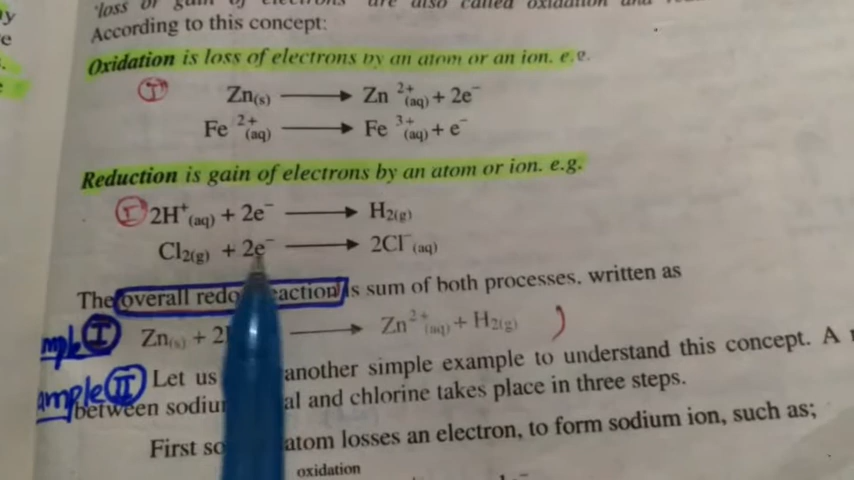 y
e
'loss or gain of electrons are also called oxidation and
According to this concept:
Oxidation is loss of electrons by an atom or an ion. e.g.
I Zn(s) ⟶ Zn²⁺(aq) + 2e⁻
Fe²⁺(aq) ⟶ Fe³⁺(aq) + e⁻
Reduction is gain of electrons by an atom or ion. e.g.
I 2H⁺(aq) + 2e⁻ ⟶ H₂(g)
Cl₂(g) + 2e⁻ ⟶ 2Cl⁻(aq)
The overall redo action is sum of both processes, written as
mple I Zn(s) + 2 ⟶ Zn²⁺(aq) + H₂(g) )
ample II Let us another simple example to understand this concept. A
between sodiu al and chlorine takes place in three steps.
First so atom losses an electron, to form sodium ion, such as;
oxidation